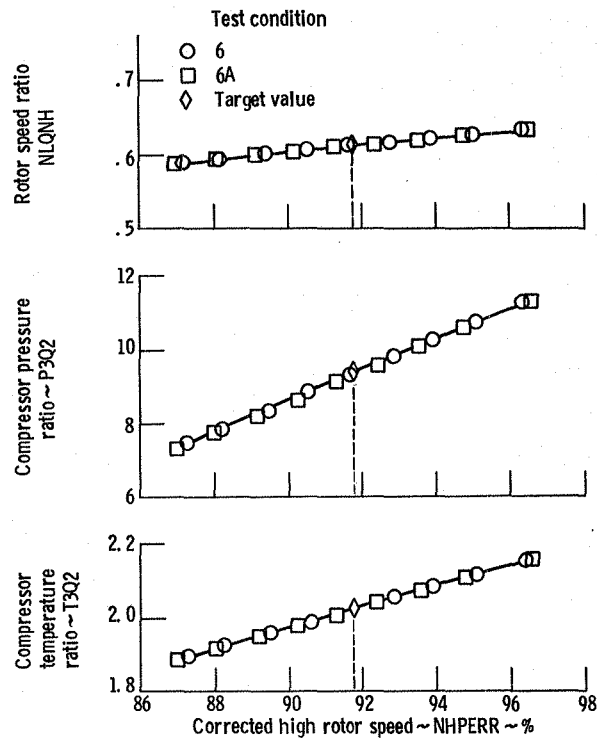 Test condition
6
6A
Target value
Rotor speed ratio
NLQNH
.7
.6
.5
Compressor pressure
ratio ~ P3Q2
12
10
8
6
Compressor
temperature
ratio ~ T3Q2
2.2
2.0
1.8
86 88 90 92 94 96 98
Corrected high rotor speed ~ NHPERR ~ %